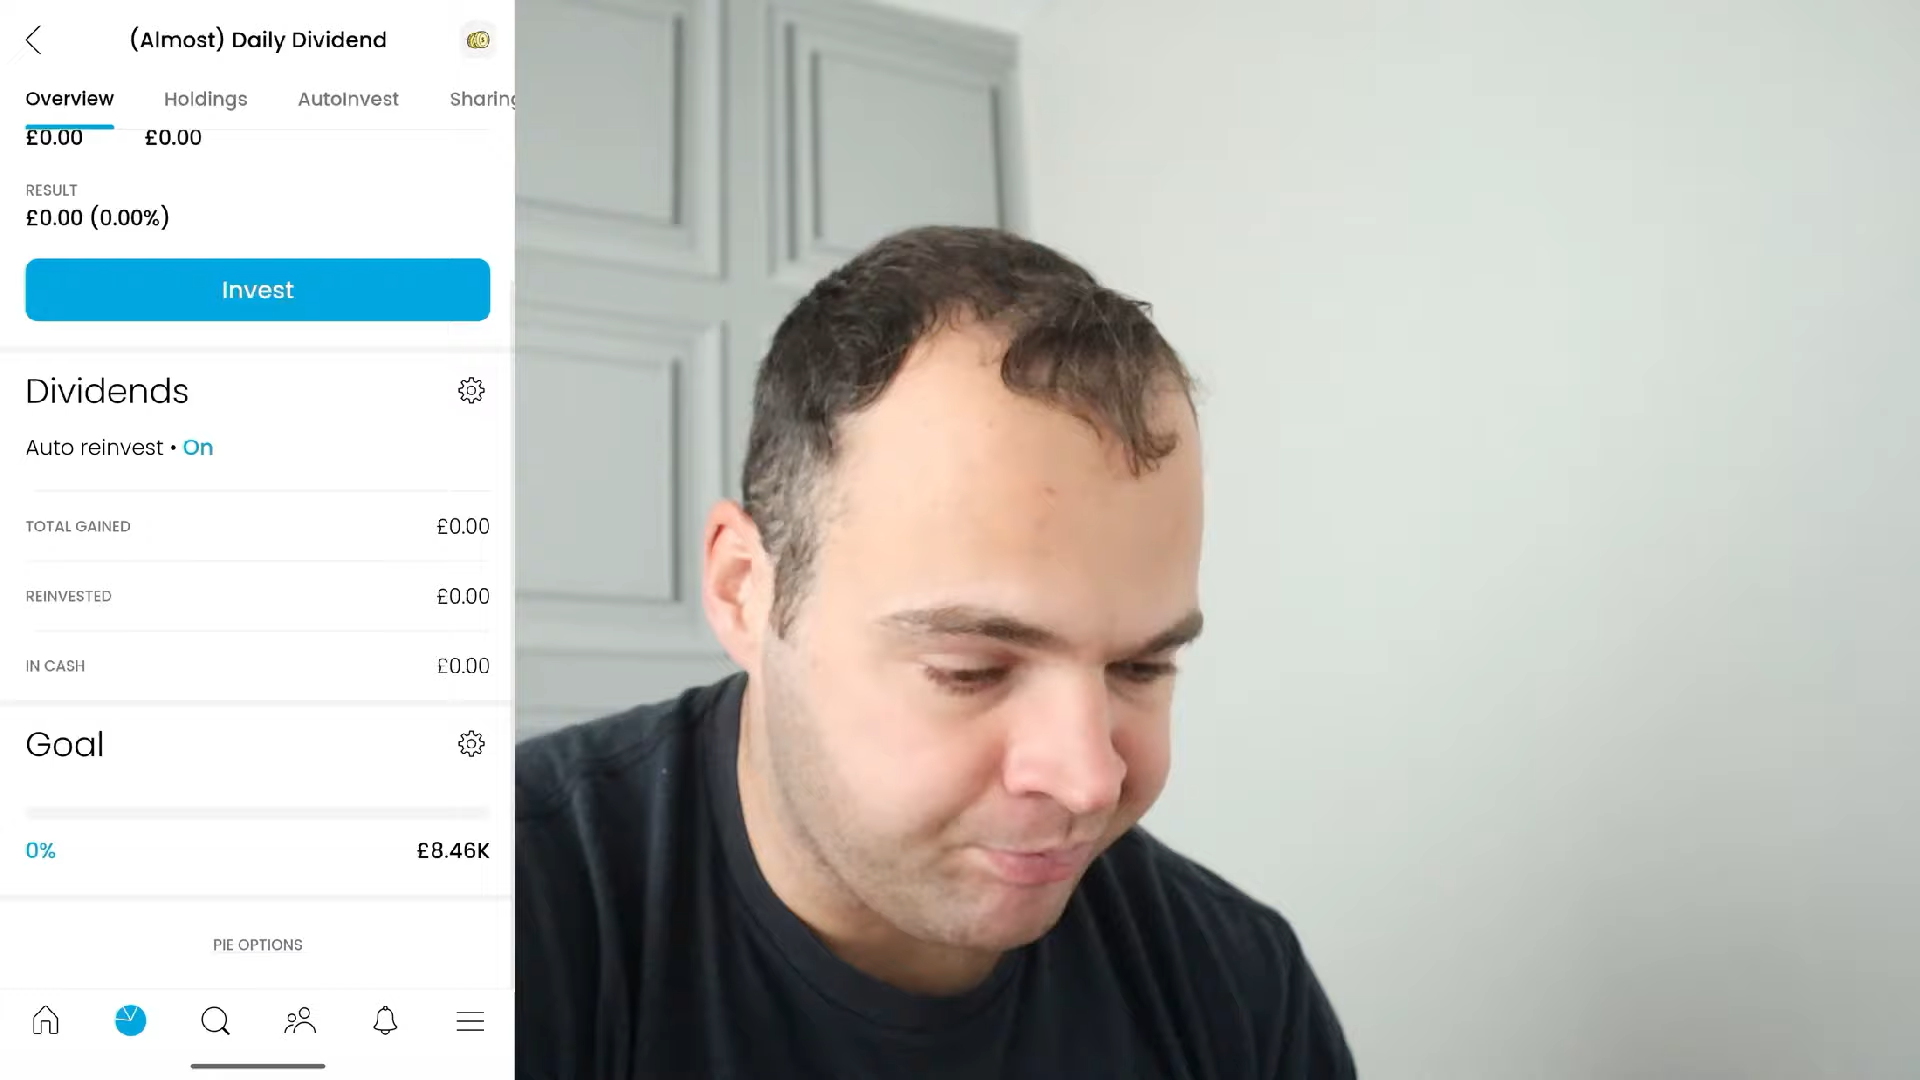 (Almost) Daily Dividend
Overview Holdings AutoInvest Sharing
£0.00 £0.00
RESULT
£0.00 (0.00%)
Invest
Dividends
Auto reinvest • On
TOTAL GAINED £0.00
REINVESTED £0.00
IN CASH £0.00
Goal
0% £8.46K
PIE OPTIONS